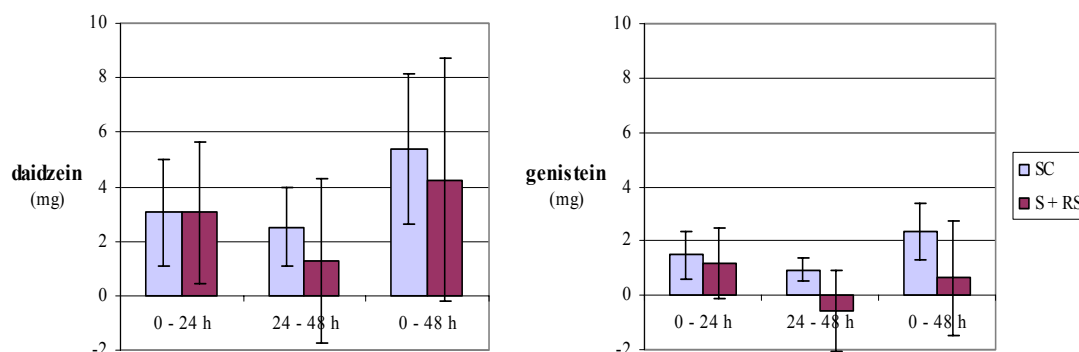 10
8
6
4
2
0
-2
daidzein
(mg)
0 - 24 h
24 - 48 h
0 - 48 h
10
8
6
4
2
0
-2
genistein
(mg)
0 - 24 h
24 - 48 h
0 - 48 h
SC
S + RS